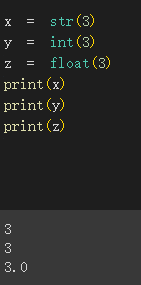 x = str(3)
y = int(3)
z = float(3)
print(x)
print(y)
print(z)
3
3
3.0